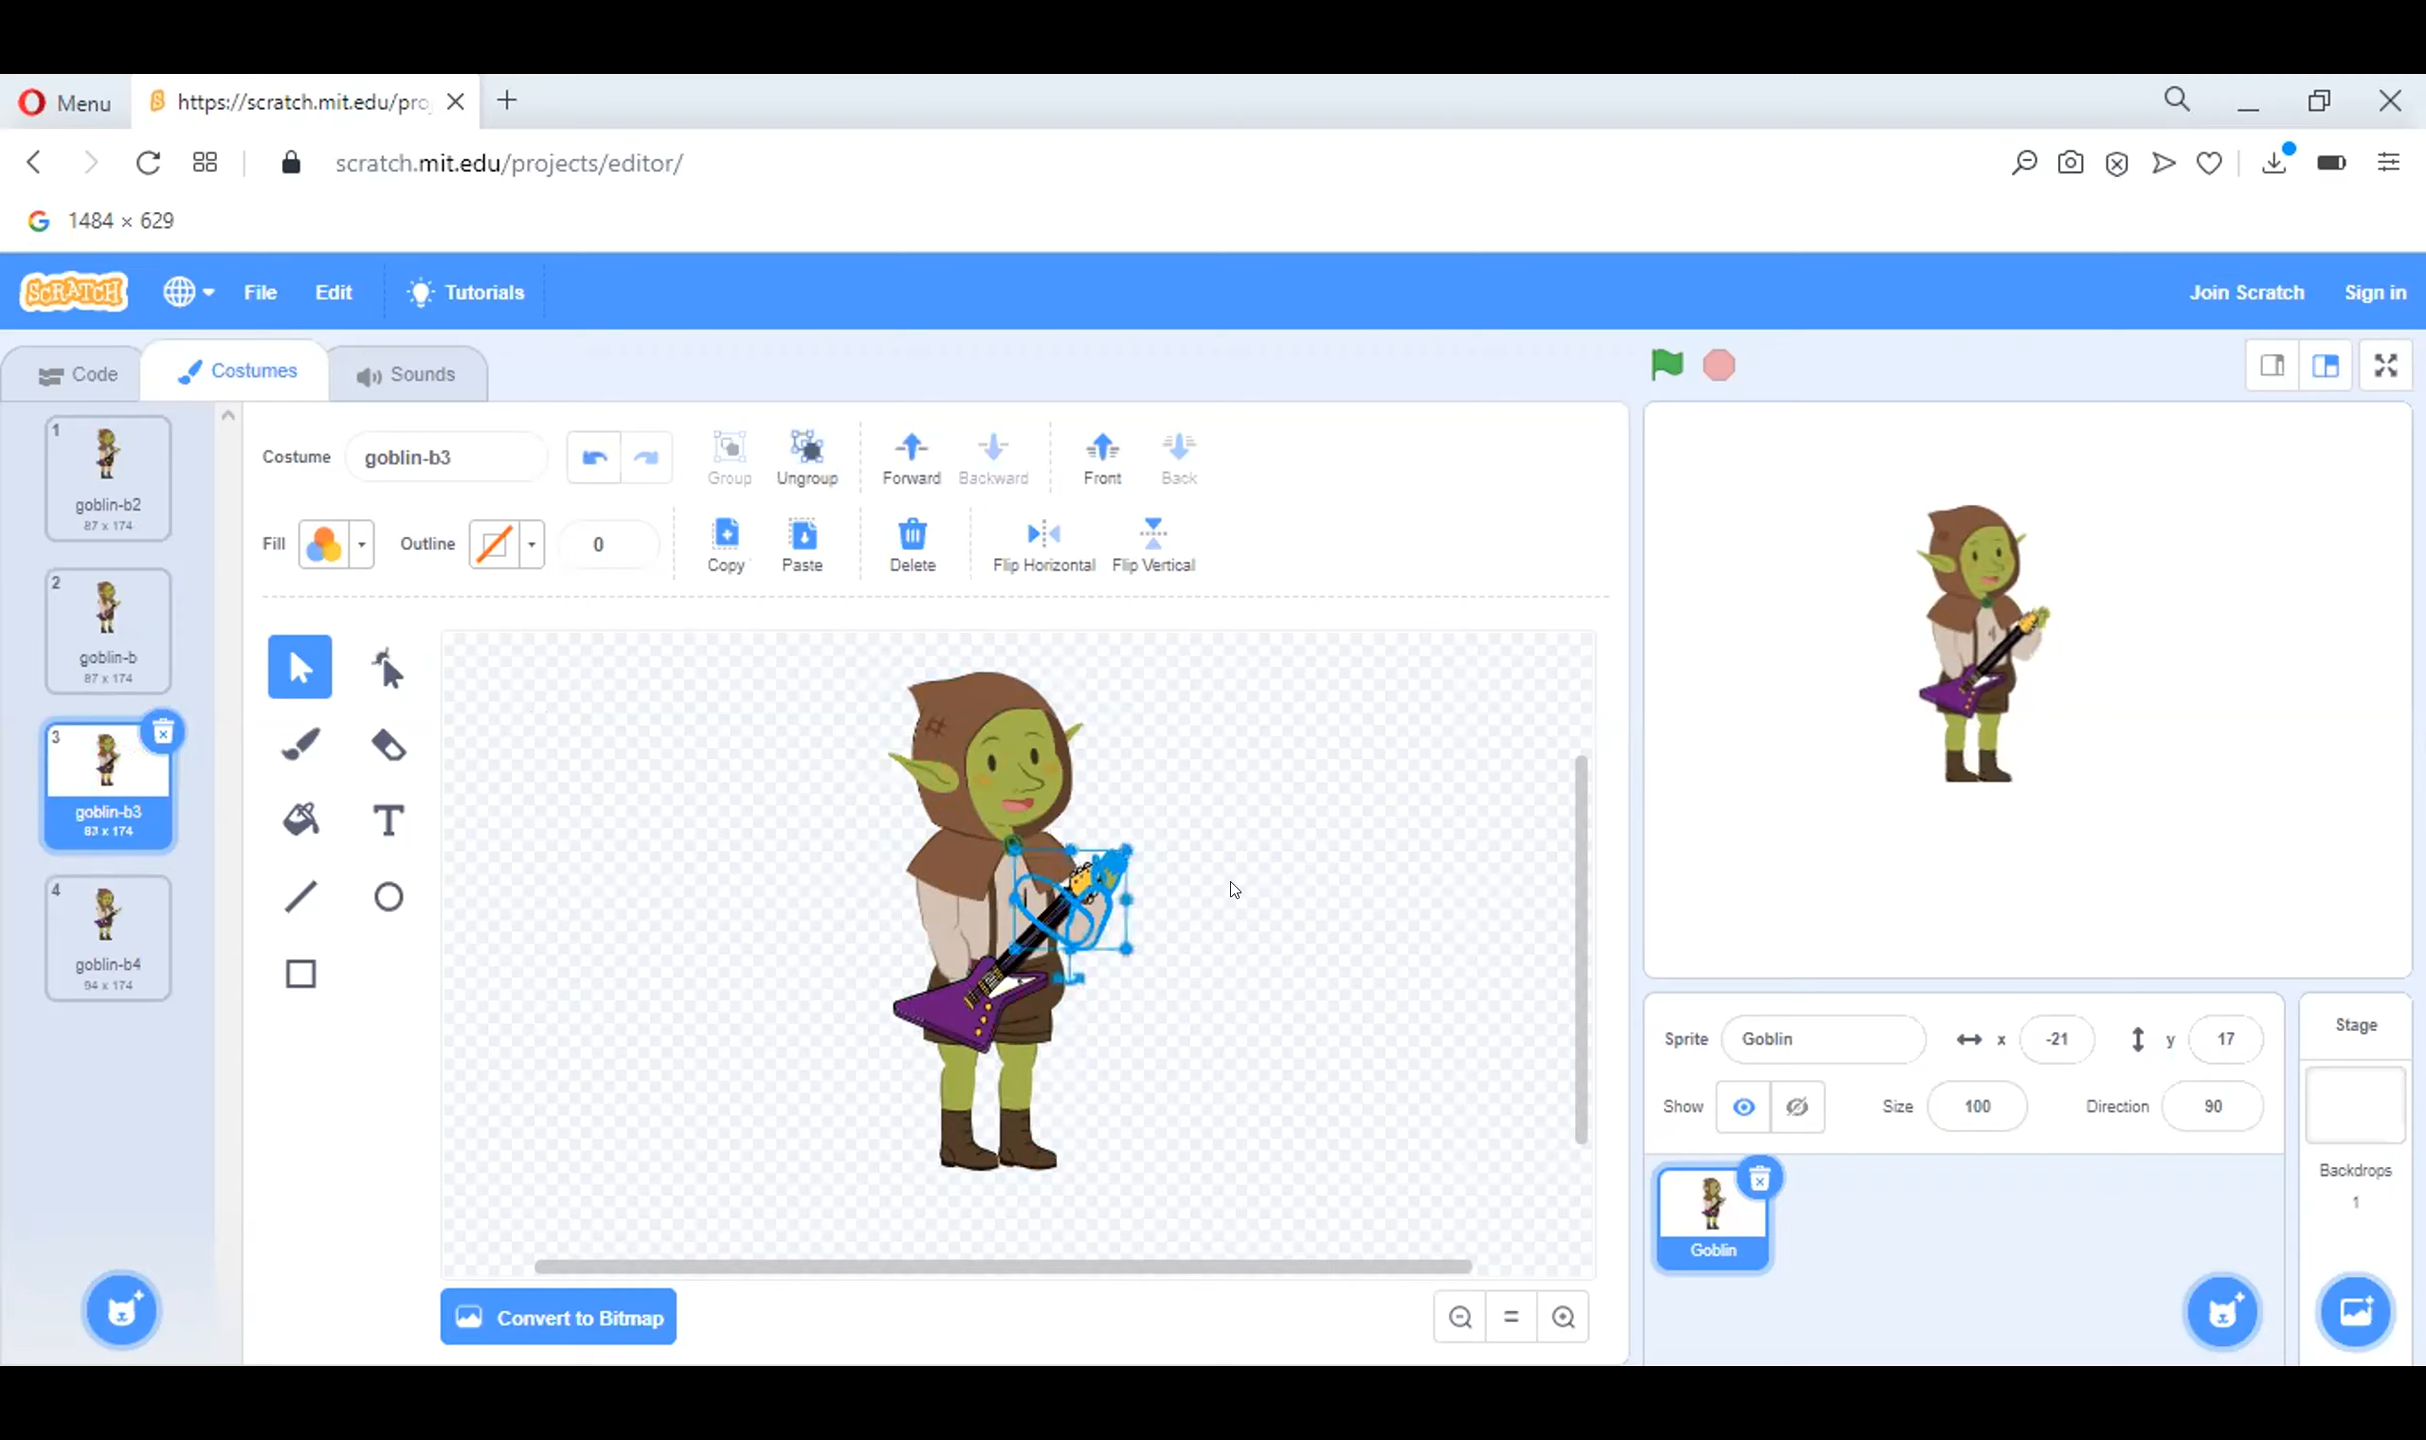 Menu
https://scratch.mit.edu/pro
scratch.mit.edu/projects/editor/
1484 × 629
SCRATCH
File
Edit
Tutorials
Join Scratch
Sign in
Code
Costumes
Sounds
1
goblin-b2
87 x 174
2
goblin-b
87 x 174
3
goblin-b3
83 x 174
4
goblin-b4
94 x 174
Costume
goblin-b3
Group
Ungroup
Forward
Backward
Front
Back
Fill
Outline
0
Copy
Paste
Delete
Flip Horizontal
Flip Vertical
Convert to Bitmap
Sprite
Goblin
x
-21
y
17
Show
Size
100
Direction
90
Goblin
Stage
Backdrops
1